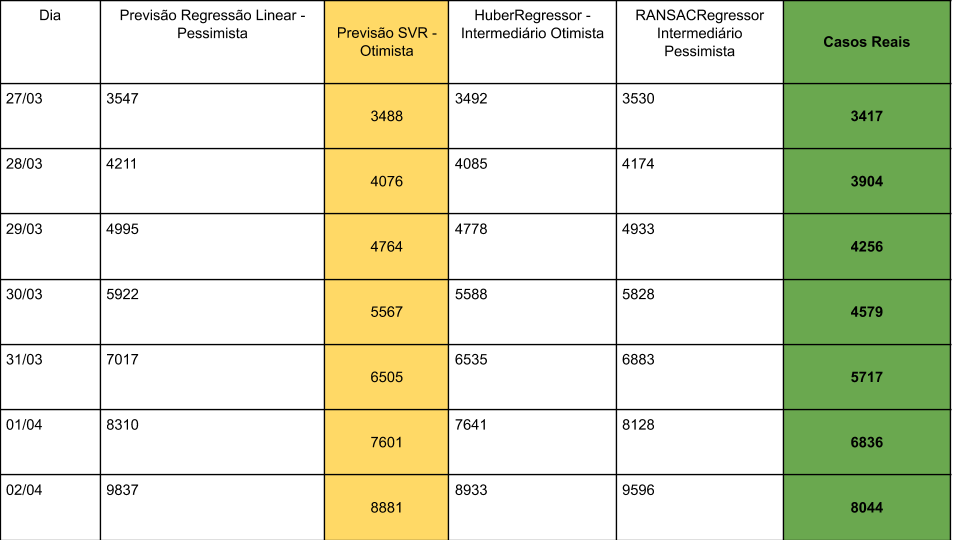 Dia
Previsão Regressão Linear -
Pessimista
Previsão SVR -
Otimista
HuberRegressor -
Intermediário Otimista
RANSACRegressor
Intermediário
Pessimista
Casos Reais
27/03 3547 3488 3492 3530 3417
28/03 4211 4076 4085 4174 3904
29/03 4995 4764 4778 4933 4256
30/03 5922 5567 5588 5828 4579
31/03 7017 6505 6535 6883 5717
01/04 8310 7601 7641 8128 6836
02/04 9837 8881 8933 9596 8044